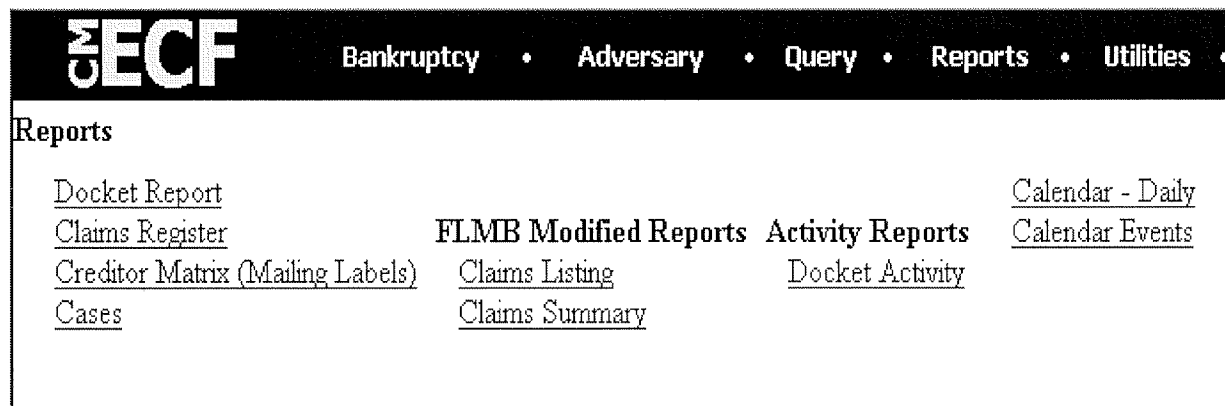 CM ECF Bankruptcy • Adversary • Query • Reports • Utilities •
Reports
Docket Report
Claims Register
Creditor Matrix (Mailing Labels)
Cases
FLMB Modified Reports
Claims Listing
Claims Summary
Activity Reports
Docket Activity
Calendar - Daily
Calendar Events